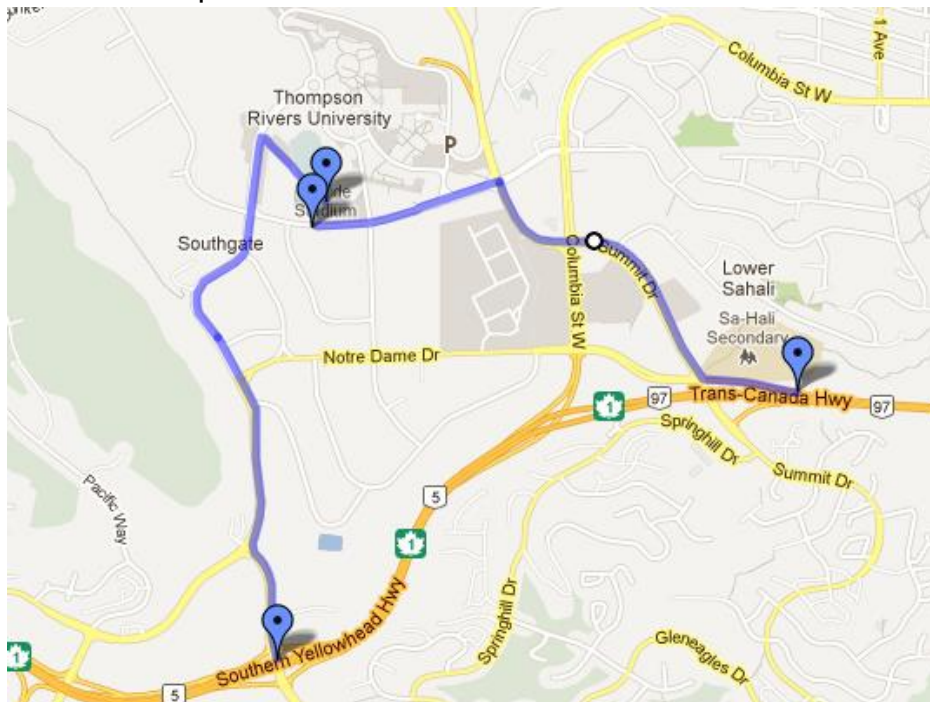 1 Ave
Columbia St W
Thompson
Rivers University
P
Stadium
Southgate
Columbia St W
Summit Dr
Lower
Sahali
Sa-Hali
Secondary
Notre Dame Dr
Trans-Canada Hwy
1
97
97
Springhill Dr
Summit Dr
5
Pacific Way
1
Springhill Dr
Southern Yellowhead Hwy
Gleneagles Dr
1
5
5